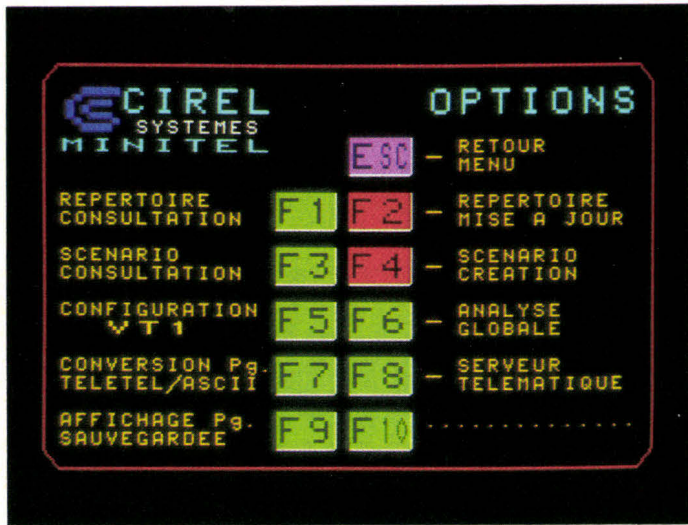 CIREL OPTIONS
SYSTEMES
MINITEL
ESC - RETOUR
MENU
REPERTOIRE
CONSULTATION F1 F2 - REPERTOIRE
MISE A JOUR
SCENARIO
CONSULTATION F3 F4 - SCENARIO
CREATION
CONFIGURATION
VT1 F5 F6 - ANALYSE
GLOBALE
CONVERSION Pg.
TELETEL/ASCII F7 F8 - SERVEUR
TELEMATIQUE
AFFICHAGE Pg.
SAUVEGARDEE F9 F10 ..............